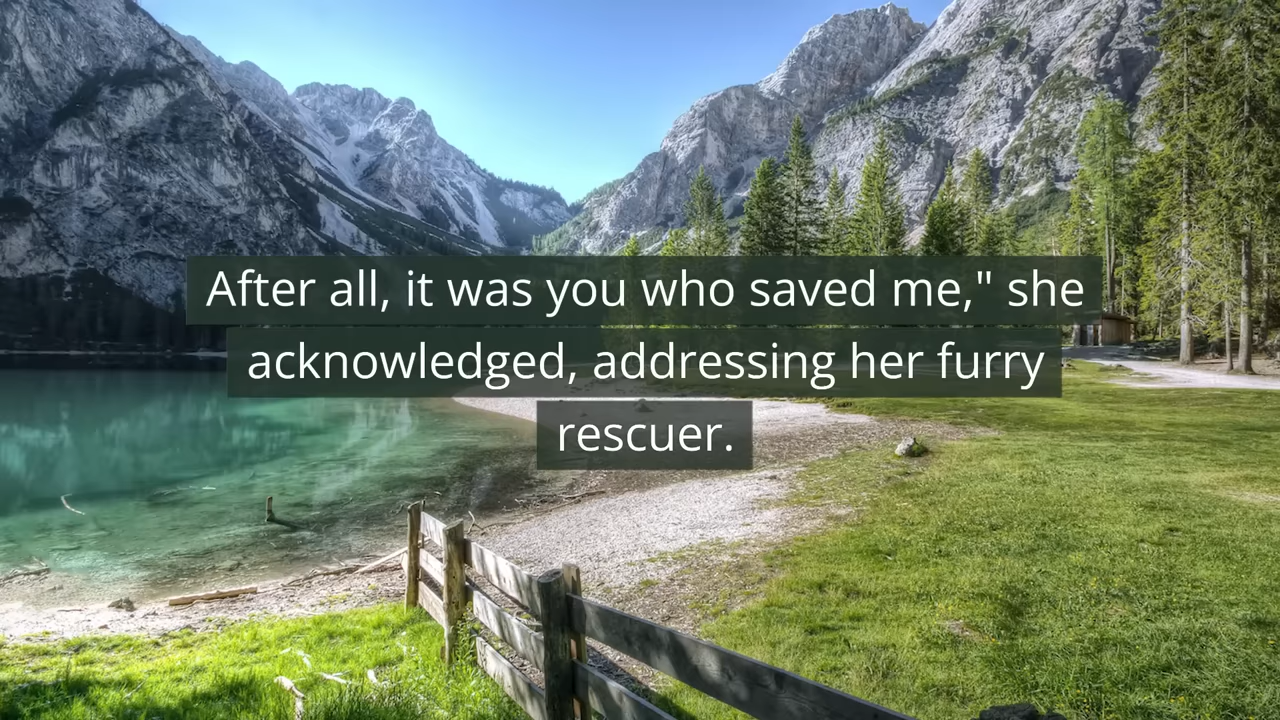 After all, it was you who saved me," she
acknowledged, addressing her furry
rescuer.